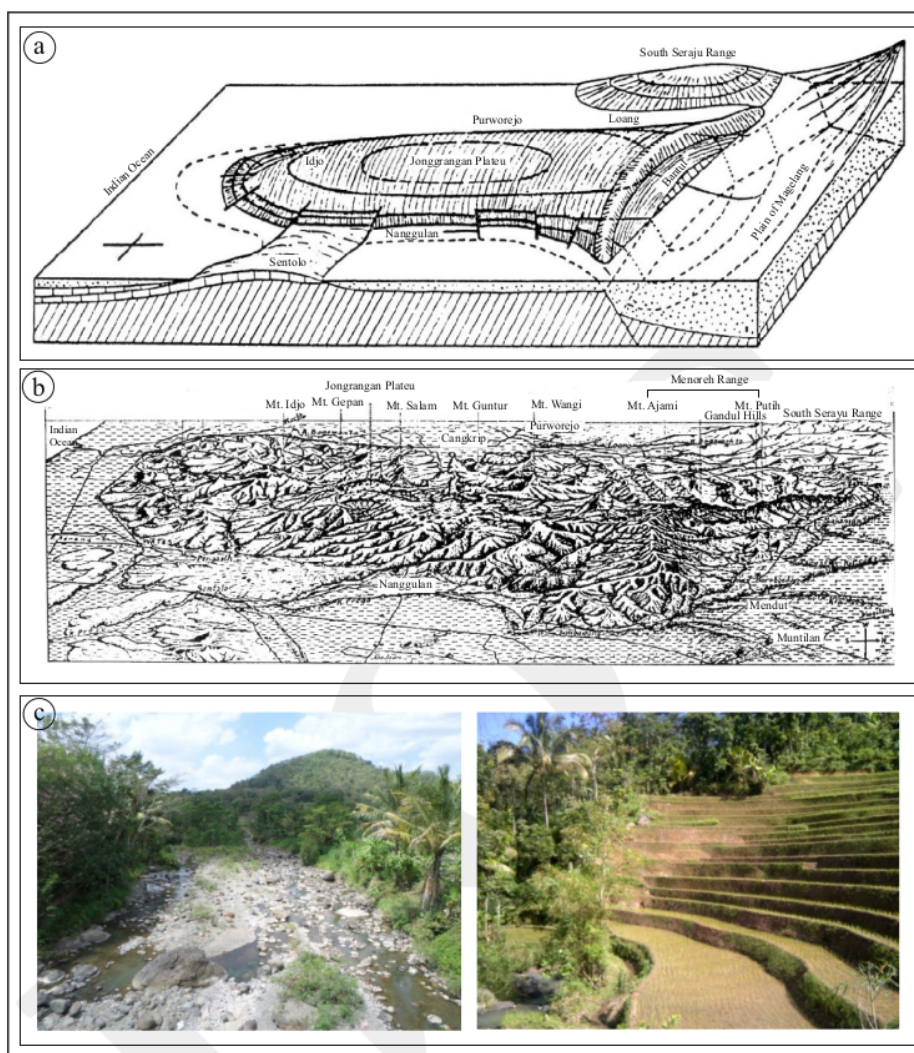 a
South Seraju Range
Purworejo
Loang
Indian Ocean
Idjo
Jonggrangan Plateu
Bantul
Plain of Magelang
Nanggulan
Sentolo
b
Jongrangan Plateu
Menoreh Range
Mt. Idjo
Mt. Gepan
Mt. Salam
Mt. Guntur
Mt. Wangi
Mt. Ajami
Mt. Putih
Indian
Ocean
Cangkrip
Purworejo
Gandul Hills
South Serayu Range
Nanggulan
Sentolo
Mendut
Muntilan
c